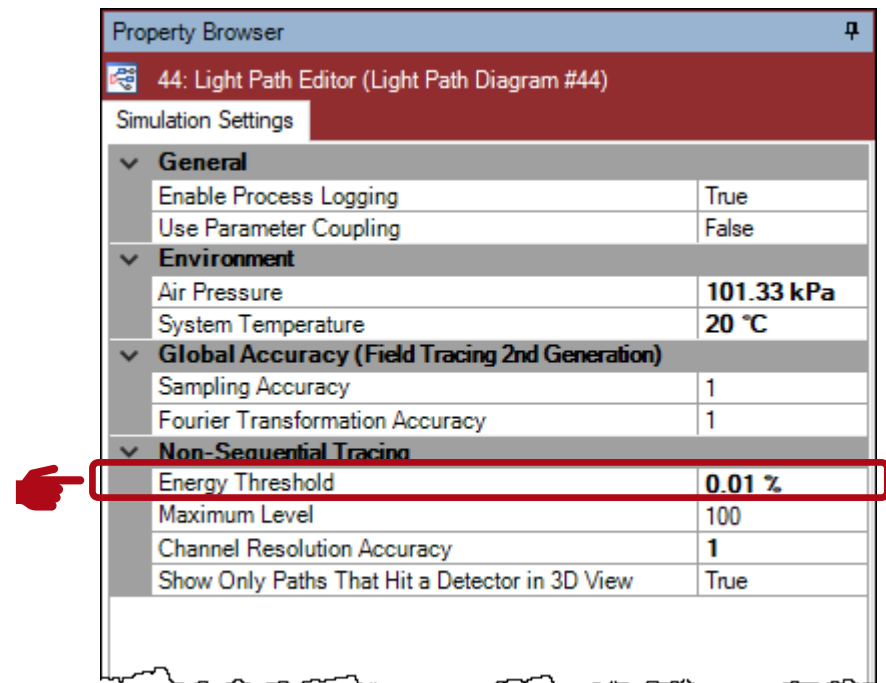 Property Browser
44: Light Path Editor (Light Path Diagram #44)
Simulation Settings
General
Enable Process Logging True
Use Parameter Coupling False
Environment
Air Pressure 101.33 kPa
System Temperature 20 °C
Global Accuracy (Field Tracing 2nd Generation)
Sampling Accuracy 1
Fourier Transformation Accuracy 1
Non-Sequential Tracing
Energy Threshold 0.01 %
Maximum Level 100
Channel Resolution Accuracy 1
Show Only Paths That Hit a Detector in 3D View True